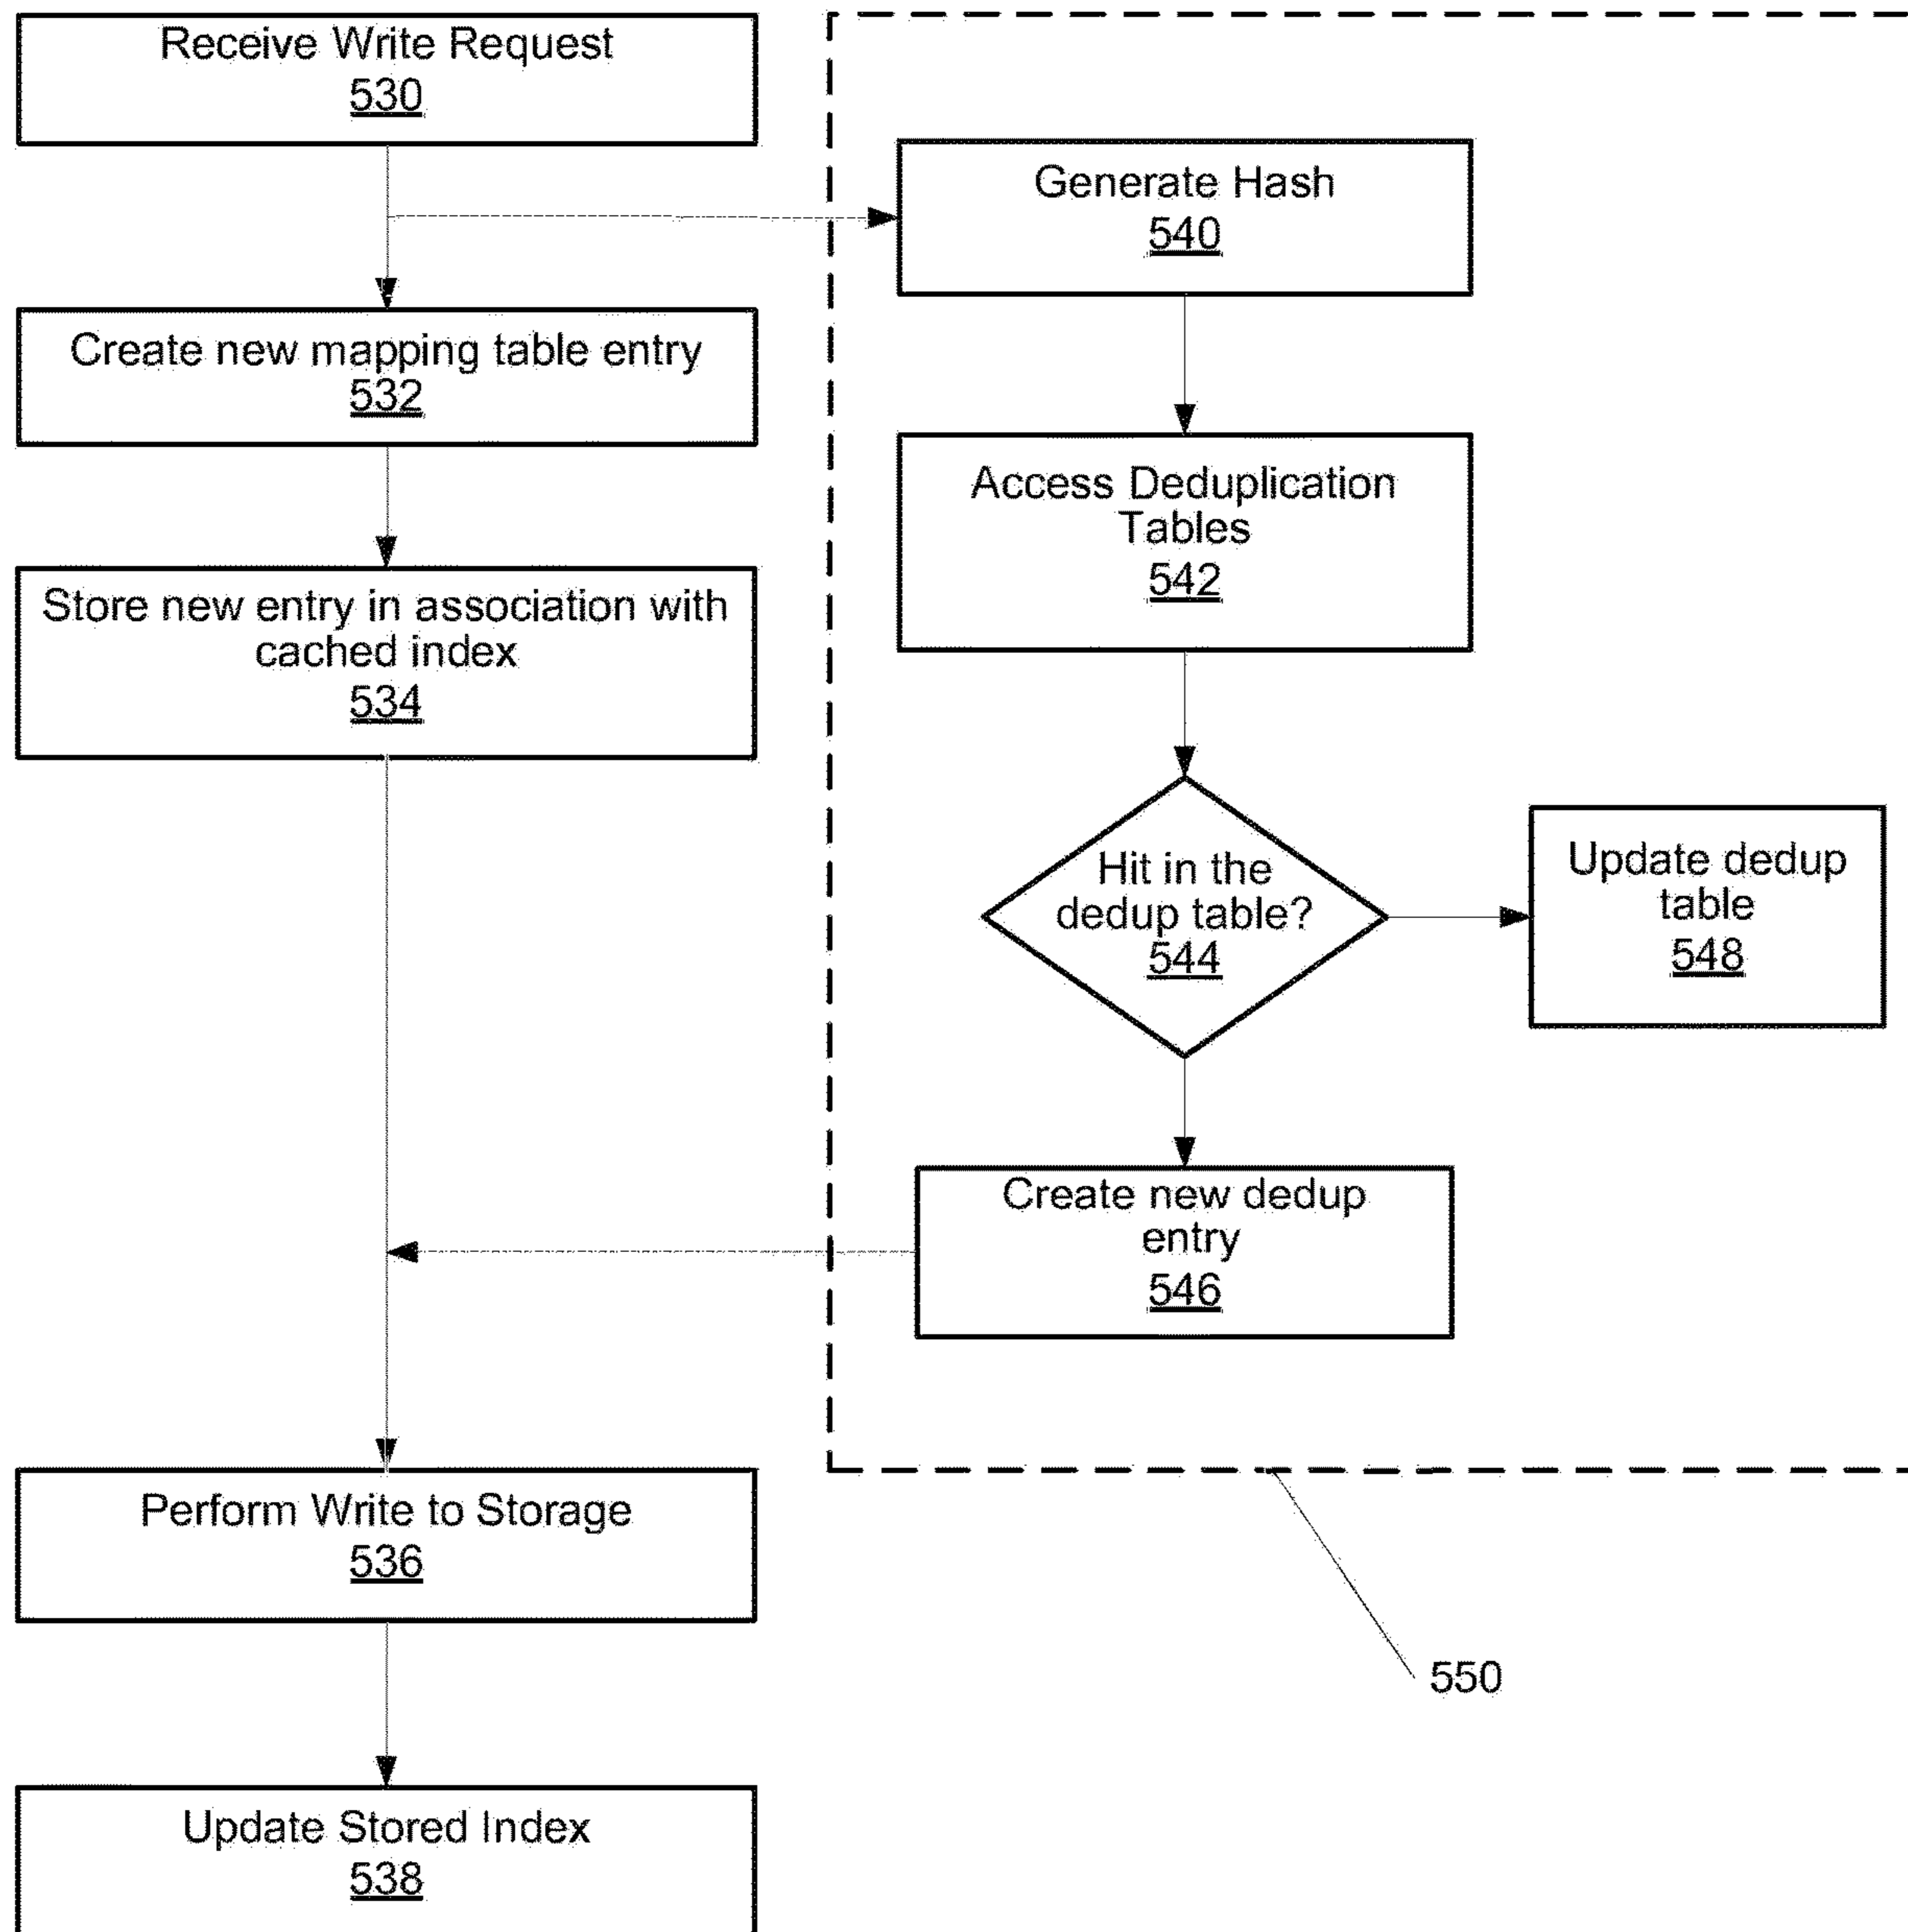 Receive Write Request
530
Create new mapping table entry
532
Store new entry in association with
cached index
534
Perform Write to Storage
536
Update Stored Index
538
Generate Hash
540
Access Deduplication
Tables
542
Hit in the
dedup table?
544
Update dedup
table
548
Create new dedup
entry
546
550